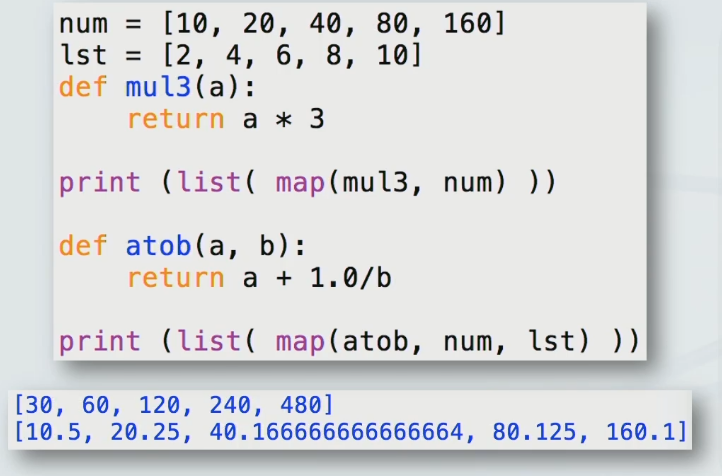 num = [10, 20, 40, 80, 160]
lst = [2, 4, 6, 8, 10]
def mul3(a):
    return a * 3
print (list( map(mul3, num) ))
def atob(a, b):
    return a + 1.0/b
print (list( map(atob, num, lst) ))
[30, 60, 120, 240, 480]
[10.5, 20.25, 40.166666666666664, 80.125, 160.1]